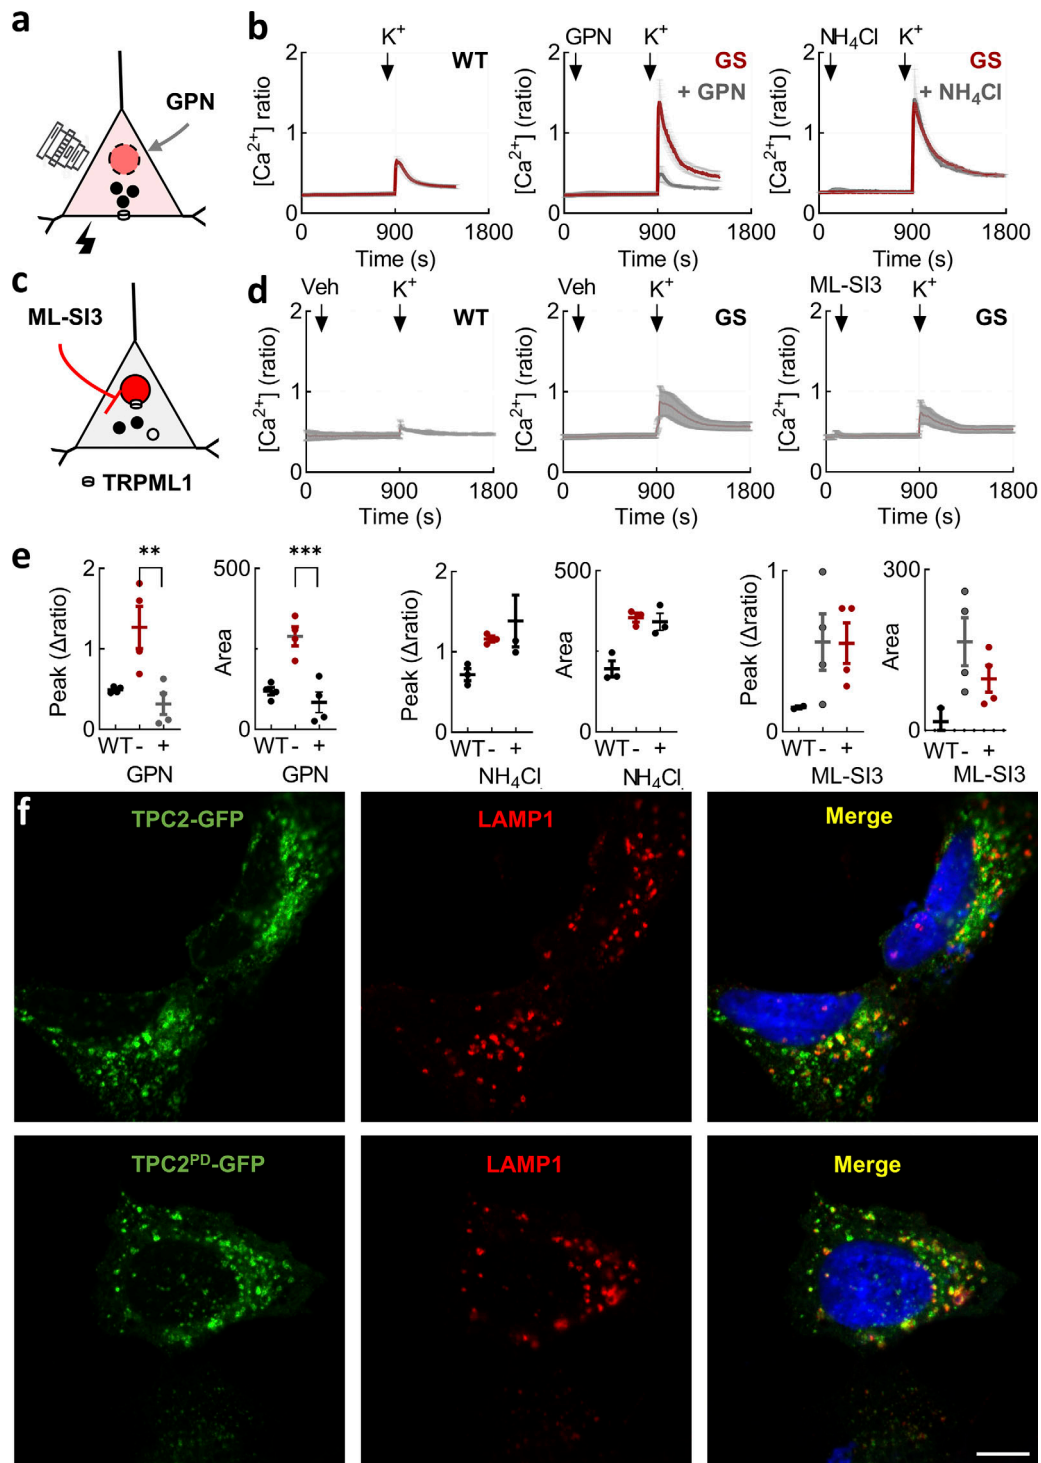 a
GPN
b
K⁺
WT
GPN
K⁺
GS
+ GPN
NH₄Cl
K⁺
GS
+ NH₄Cl
[Ca²⁺] ratio
2
1
0
0
900
1800
Time (s)
[Ca²⁺] (ratio)
2
1
0
0
900
1800
Time (s)
[Ca²⁺] (ratio)
2
1
0
0
900
1800
Time (s)
c
ML-SI3
TRPML1
d
Veh
K⁺
WT
Veh
K⁺
GS
ML-SI3
K⁺
GS
[Ca²⁺] (ratio)
2
1
0
0
900
1800
Time (s)
[Ca²⁺] (ratio)
2
1
0
0
900
1800
Time (s)
[Ca²⁺] (ratio)
2
1
0
0
900
1800
Time (s)
e
Peak (Δratio)
2
1
0
**
WT - +
GPN
Area
500
0
***
WT - +
GPN
Peak (Δratio)
2
1
0
WT - +
NH₄Cl
Area
500
0
WT - +
NH₄Cl
Peak (Δratio)
1
0
WT - +
ML-SI3
Area
300
0
WT - +
ML-SI3
f
TPC2-GFP
LAMP1
Merge
TPC2ᴾᴰ-GFP
LAMP1
Merge